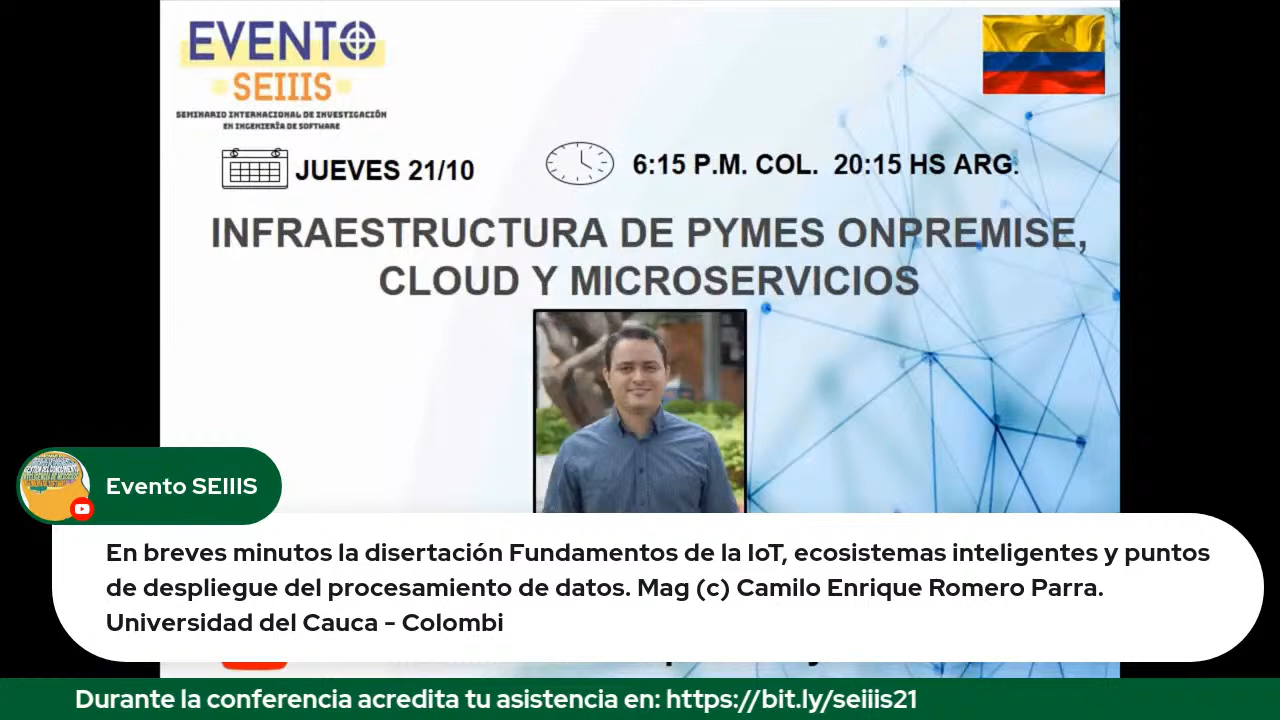 EVENTO
SEIIIS
SEMINARIO INTERNACIONAL DE INVESTIGACIÓN
EN INGENIERÍA DE SOFTWARE
JUEVES 21/10
6:15 P.M. COL. 20:15 HS ARG.
INFRAESTRUCTURA DE PYMES ONPREMISE,
CLOUD Y MICROSERVICIOS
Evento SEIIIS
En breves minutos la disertación Fundamentos de la IoT, ecosistemas inteligentes y puntos
de despliegue del procesamiento de datos. Mag (c) Camilo Enrique Romero Parra.
Universidad del Cauca - Colombi
Durante la conferencia acredita tu asistencia en: https://bit.ly/seiiis21